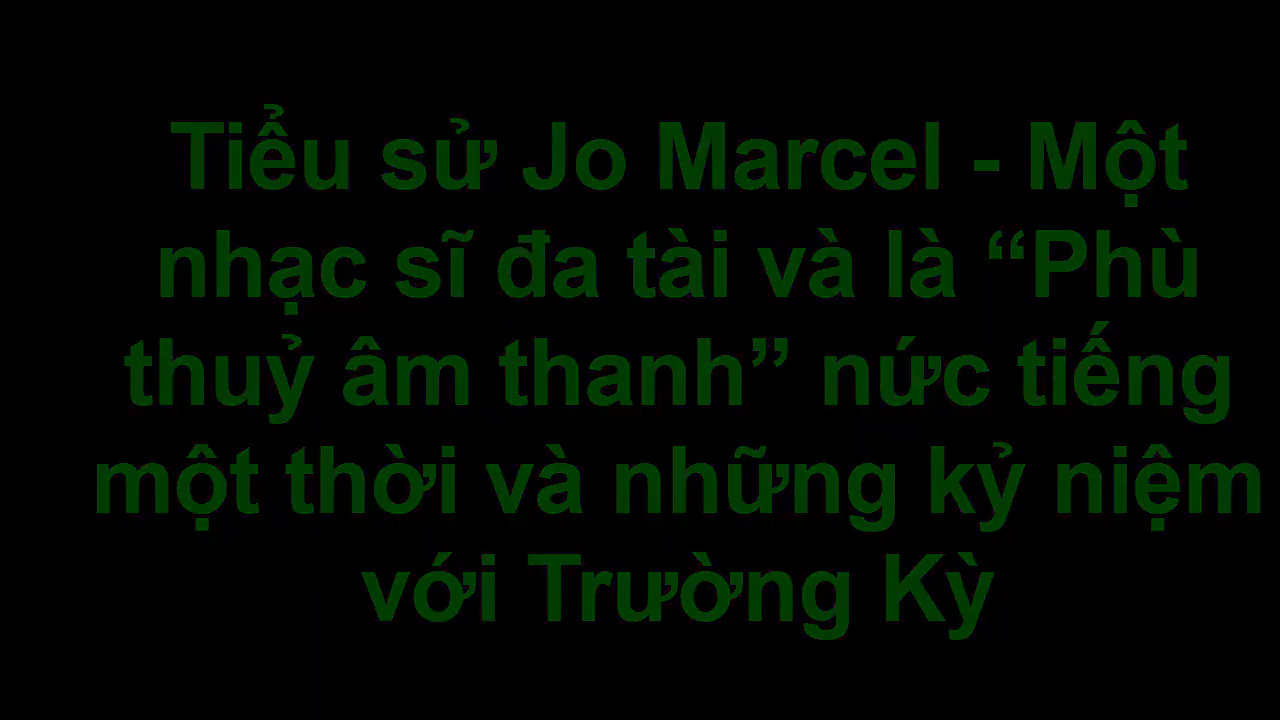 Tiểu sử Jo Marcel - Một
nhạc sĩ đa tài và là “Phù
thuỷ âm thanh” nức tiếng
một thời và những kỷ niệm
với Trường Kỳ